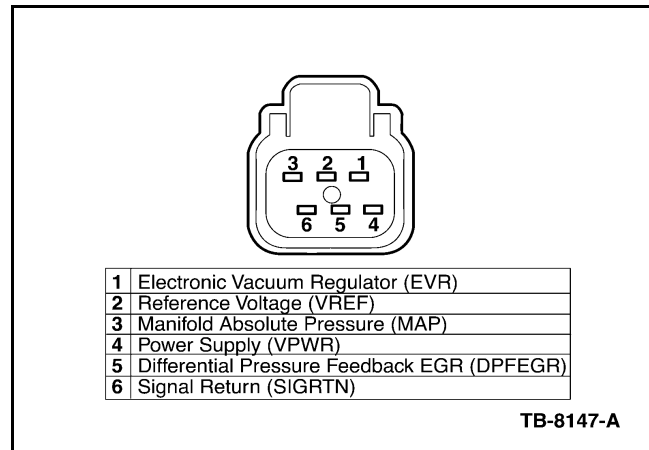 3 2 1
6 5 4
1 Electronic Vacuum Regulator (EVR)
2 Reference Voltage (VREF)
3 Manifold Absolute Pressure (MAP)
4 Power Supply (VPWR)
5 Differential Pressure Feedback EGR (DPFEGR)
6 Signal Return (SIGRTN)
TB-8147-A